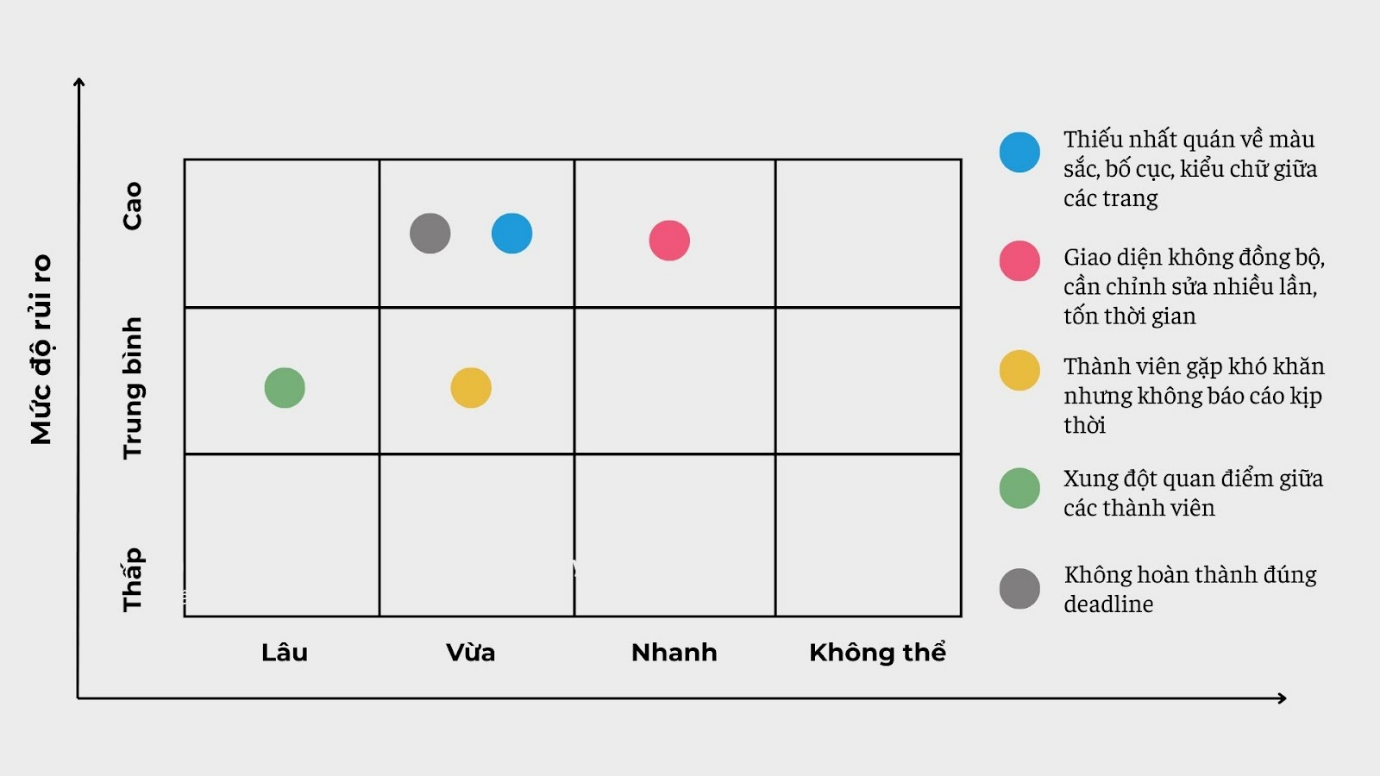 Mức độ rủi ro
Cao
Trung bình
Thấp
Lâu
Vừa
Nhanh
Không thể
Thiếu nhất quán về màu
sắc, bố cục, kiểu chữ giữa
các trang
Giao diện không đồng bộ,
cần chỉnh sửa nhiều lần,
tốn thời gian
Thành viên gặp khó khăn
nhưng không báo cáo kịp
thời
Xung đột quan điểm giữa
các thành viên
Không hoàn thành đúng
deadline